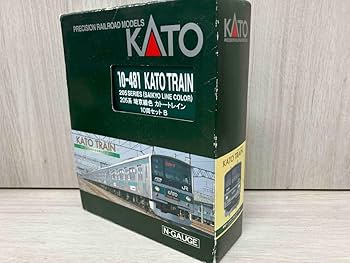 PRECISION RAILROAD MODELS
KATO
10-481 KATO TRAIN
205 SERIES (SAIKYO LINE COLOR)
205系 埼京線色 カトートレイン
10両セットB
KATO TRAIN
JR
KATO
N-GAUGE